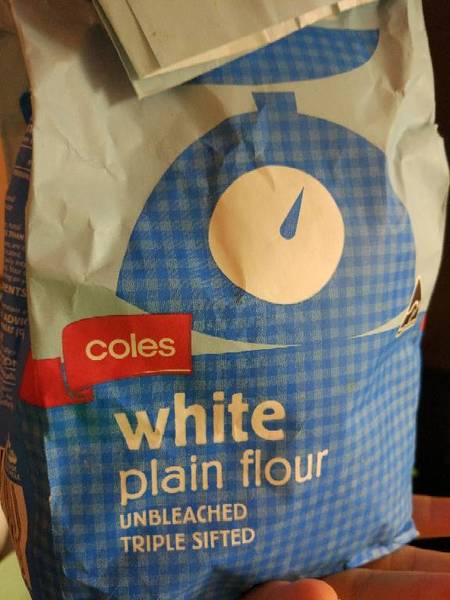 coles
white
plain flour
UNBLEACHED
TRIPLE SIFTED